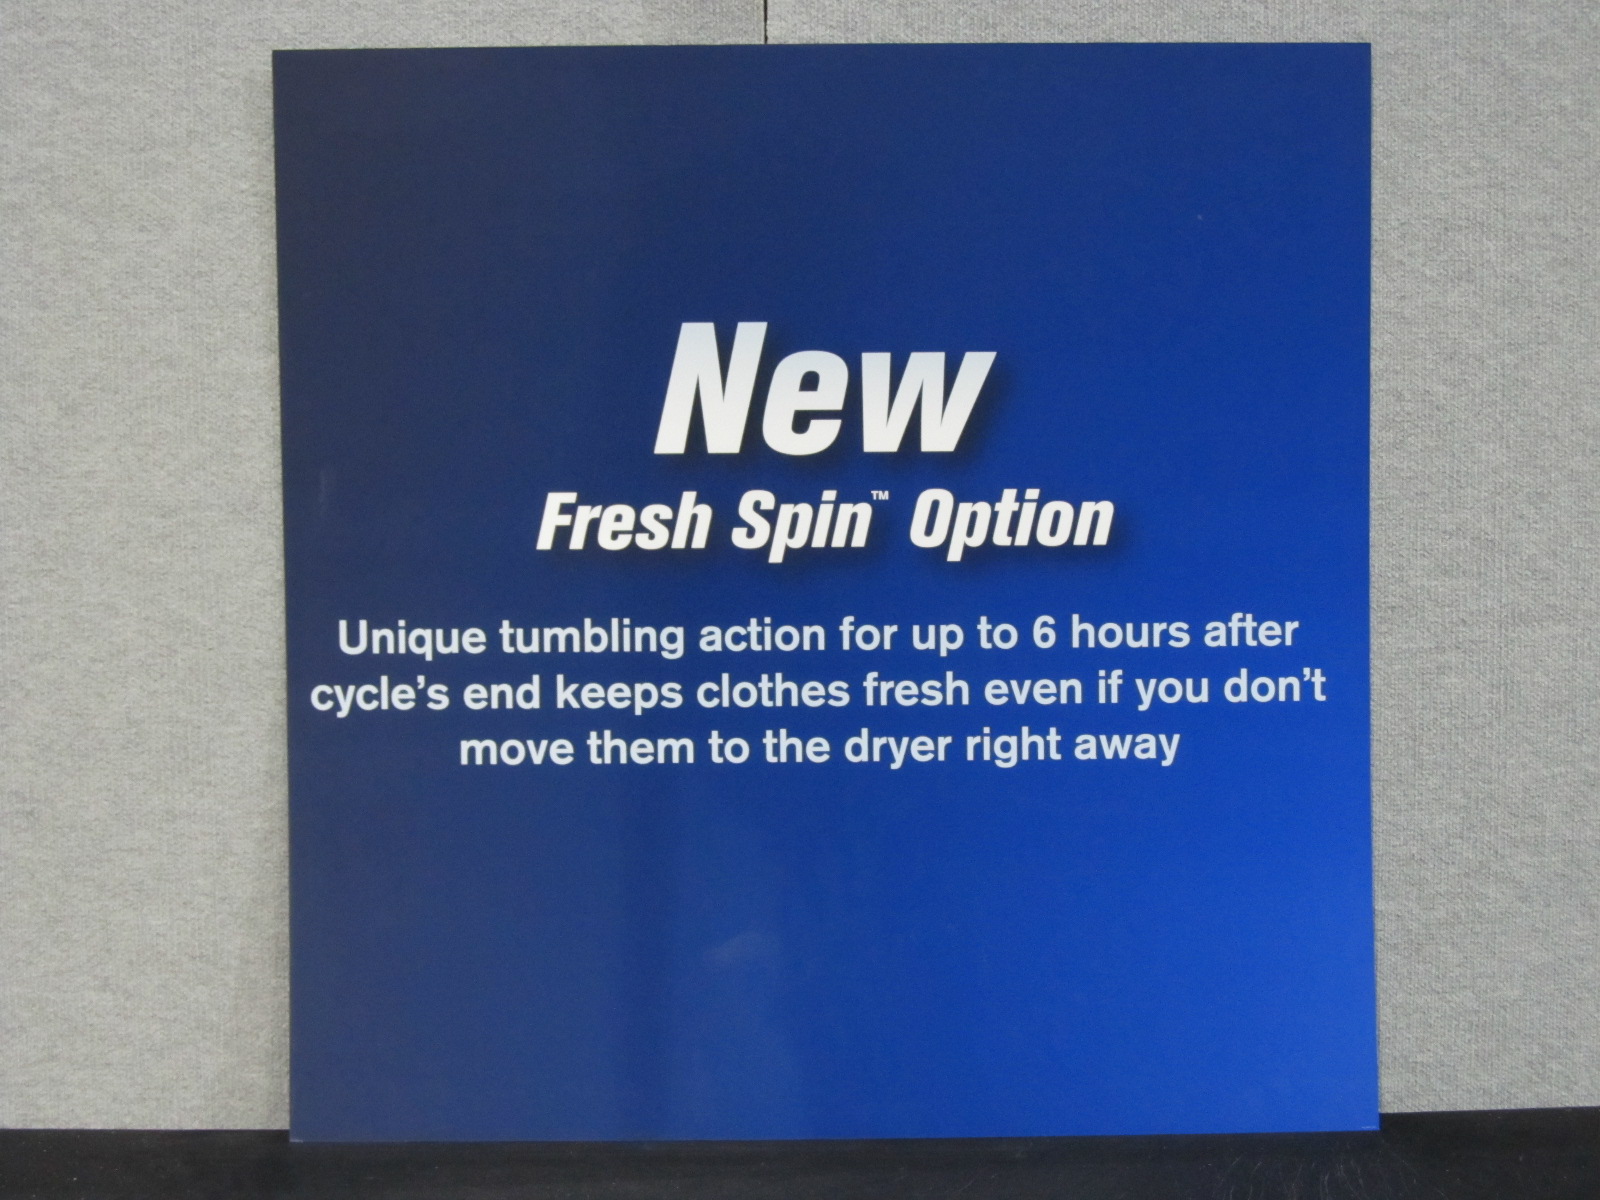 New
Fresh Spin™ Option
Unique tumbling action for up to 6 hours after
cycle's end keeps clothes fresh even if you don't
move them to the dryer right away